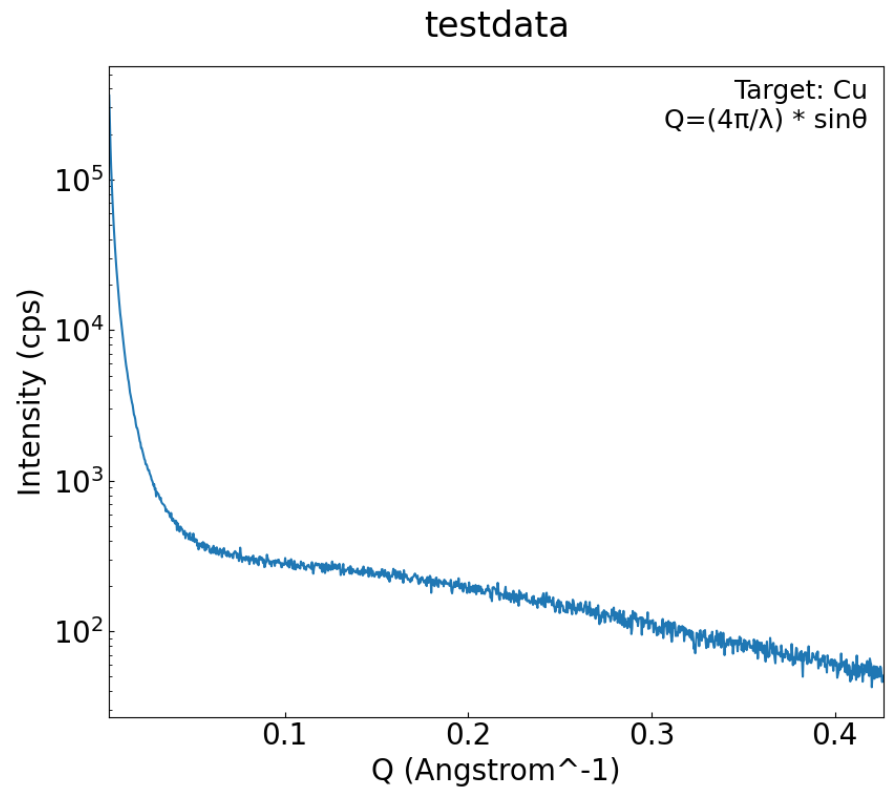 testdata
Target: Cu
Q=(4π/λ) * sinθ
Intensity (cps)
10^5
10^4
10^3
10^2
0.1 0.2 0.3 0.4
Q (Angstrom^-1)